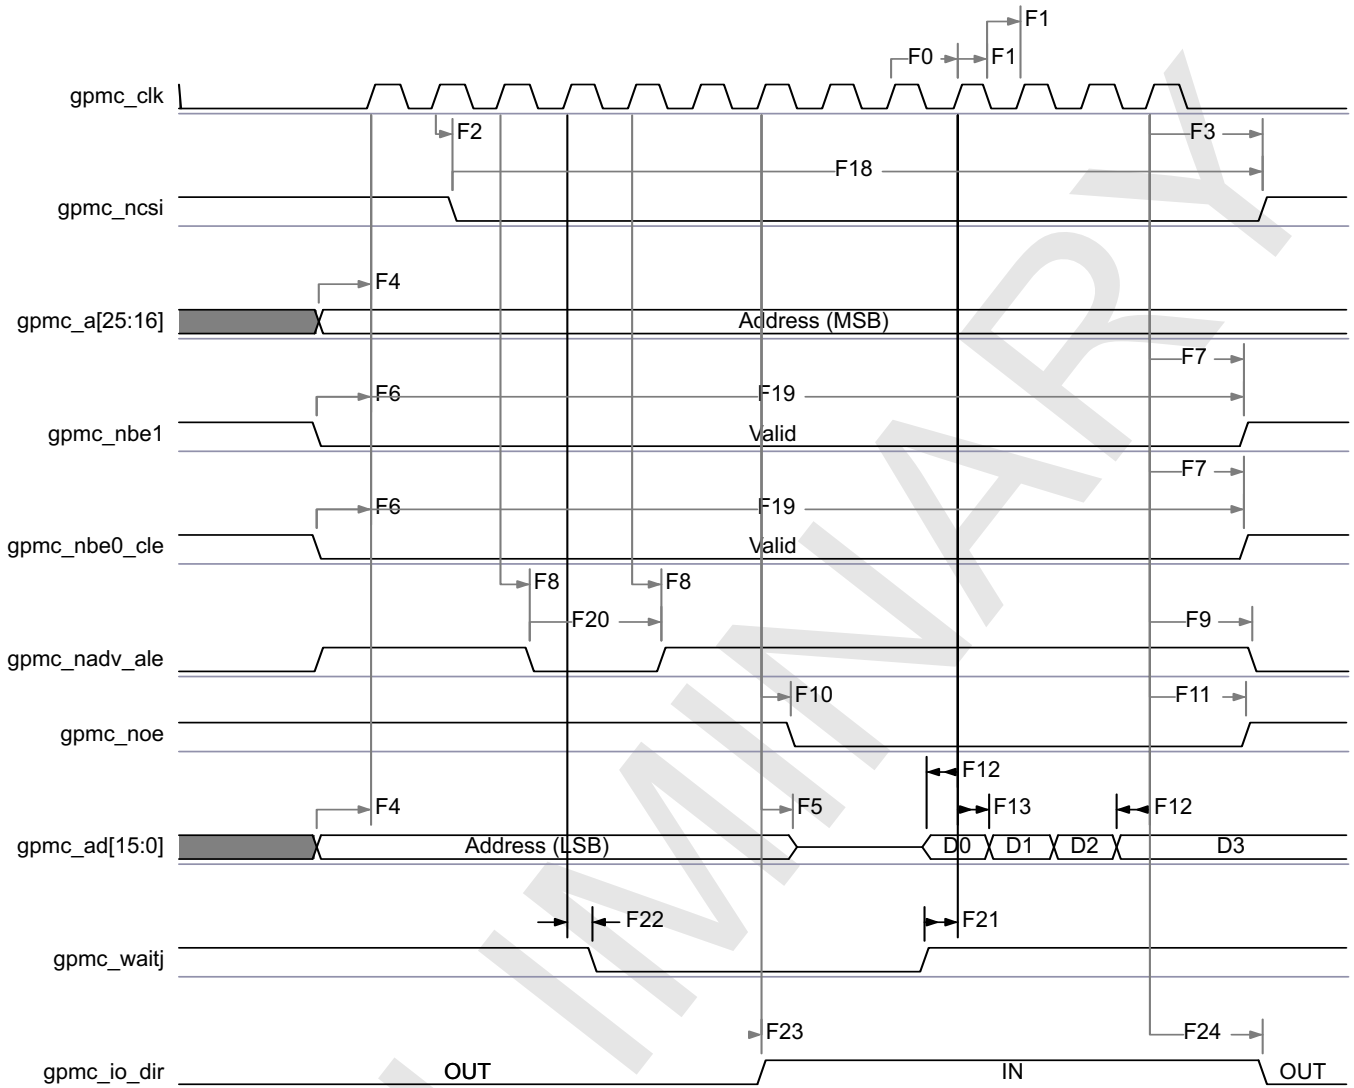 F1
F0 F1
gpmc_clk
F2 F3
F18
gpmc_ncsi
F4
gpmc_a[25:16] Address (MSB)
F7
F6 F19
gpmc_nbe1 Valid
F7
F6 F19
gpmc_nbe0_cle Valid
F8 F8
F20 F9
gpmc_nadv_ale
F10 F11
gpmc_noe
F12
F4 F5 F13 F12
gpmc_ad[15:0] Address (LSB) D0 D1 D2 D3
F22 F21
gpmc_waitj
F23 F24
gpmc_io_dir OUT IN OUT
IMINARY